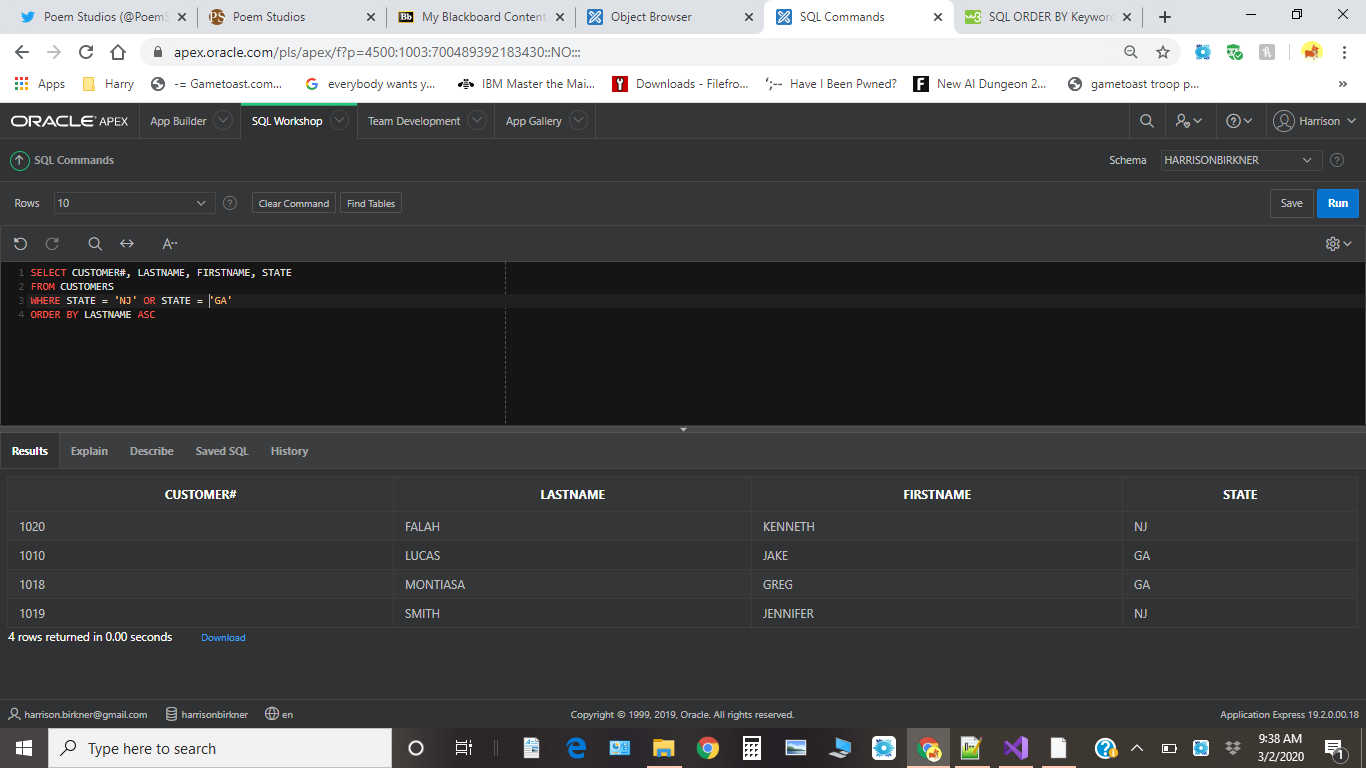 Poem Studios (@PoemS
Poem Studios
My Blackboard Content
Object Browser
SQL Commands
SQL ORDER BY Keyword
apex.oracle.com/pls/apex/f?p=4500:1003:700489392183430::NO:::
Apps
Harry
-= Gametoast.com...
everybody wants y...
IBM Master the Mai...
Downloads - Filefro...
Have I Been Pwned?
New AI Dungeon 2...
gametoast troop p...
»
ORACLE APEX
App Builder
SQL Workshop
Team Development
App Gallery
Harrison
SQL Commands
Schema
HARRISONBIRKNER
Rows
10
Clear Command
Find Tables
Save
Run
A··
1 SELECT CUSTOMER#, LASTNAME, FIRSTNAME, STATE
2 FROM CUSTOMERS
3 WHERE STATE = 'NJ' OR STATE = 'GA'
4 ORDER BY LASTNAME ASC
Results Explain Describe Saved SQL History
CUSTOMER# LASTNAME FIRSTNAME STATE
1020 FALAH KENNETH NJ
1010 LUCAS JAKE GA
1018 MONTIASA GREG GA
1019 SMITH JENNIFER NJ
4 rows returned in 0.00 seconds Download
harrison.birkner@gmail.com harrisonbirkner en
Copyright © 1999, 2019, Oracle. All rights reserved.
Application Express 19.2.0.00.18
Type here to search
9:38 AM
3/2/2020
1